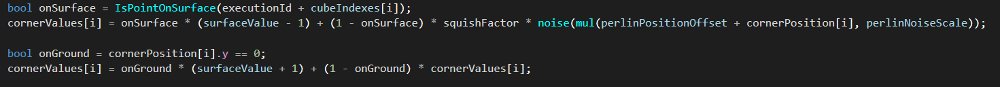 bool onSurface = IsPointOnSurface(executionId + cubeIndexes[i]);
cornerValues[i] = onSurface * (surfaceValue - 1) + (1 - onSurface) * squishFactor * noise(mul(perlinPositionOffset + cornerPosition[i], perlinNoiseScale));
bool onGround = cornerPosition[i].y == 0;
cornerValues[i] = onGround * (surfaceValue + 1) + (1 - onGround) * cornerValues[i];